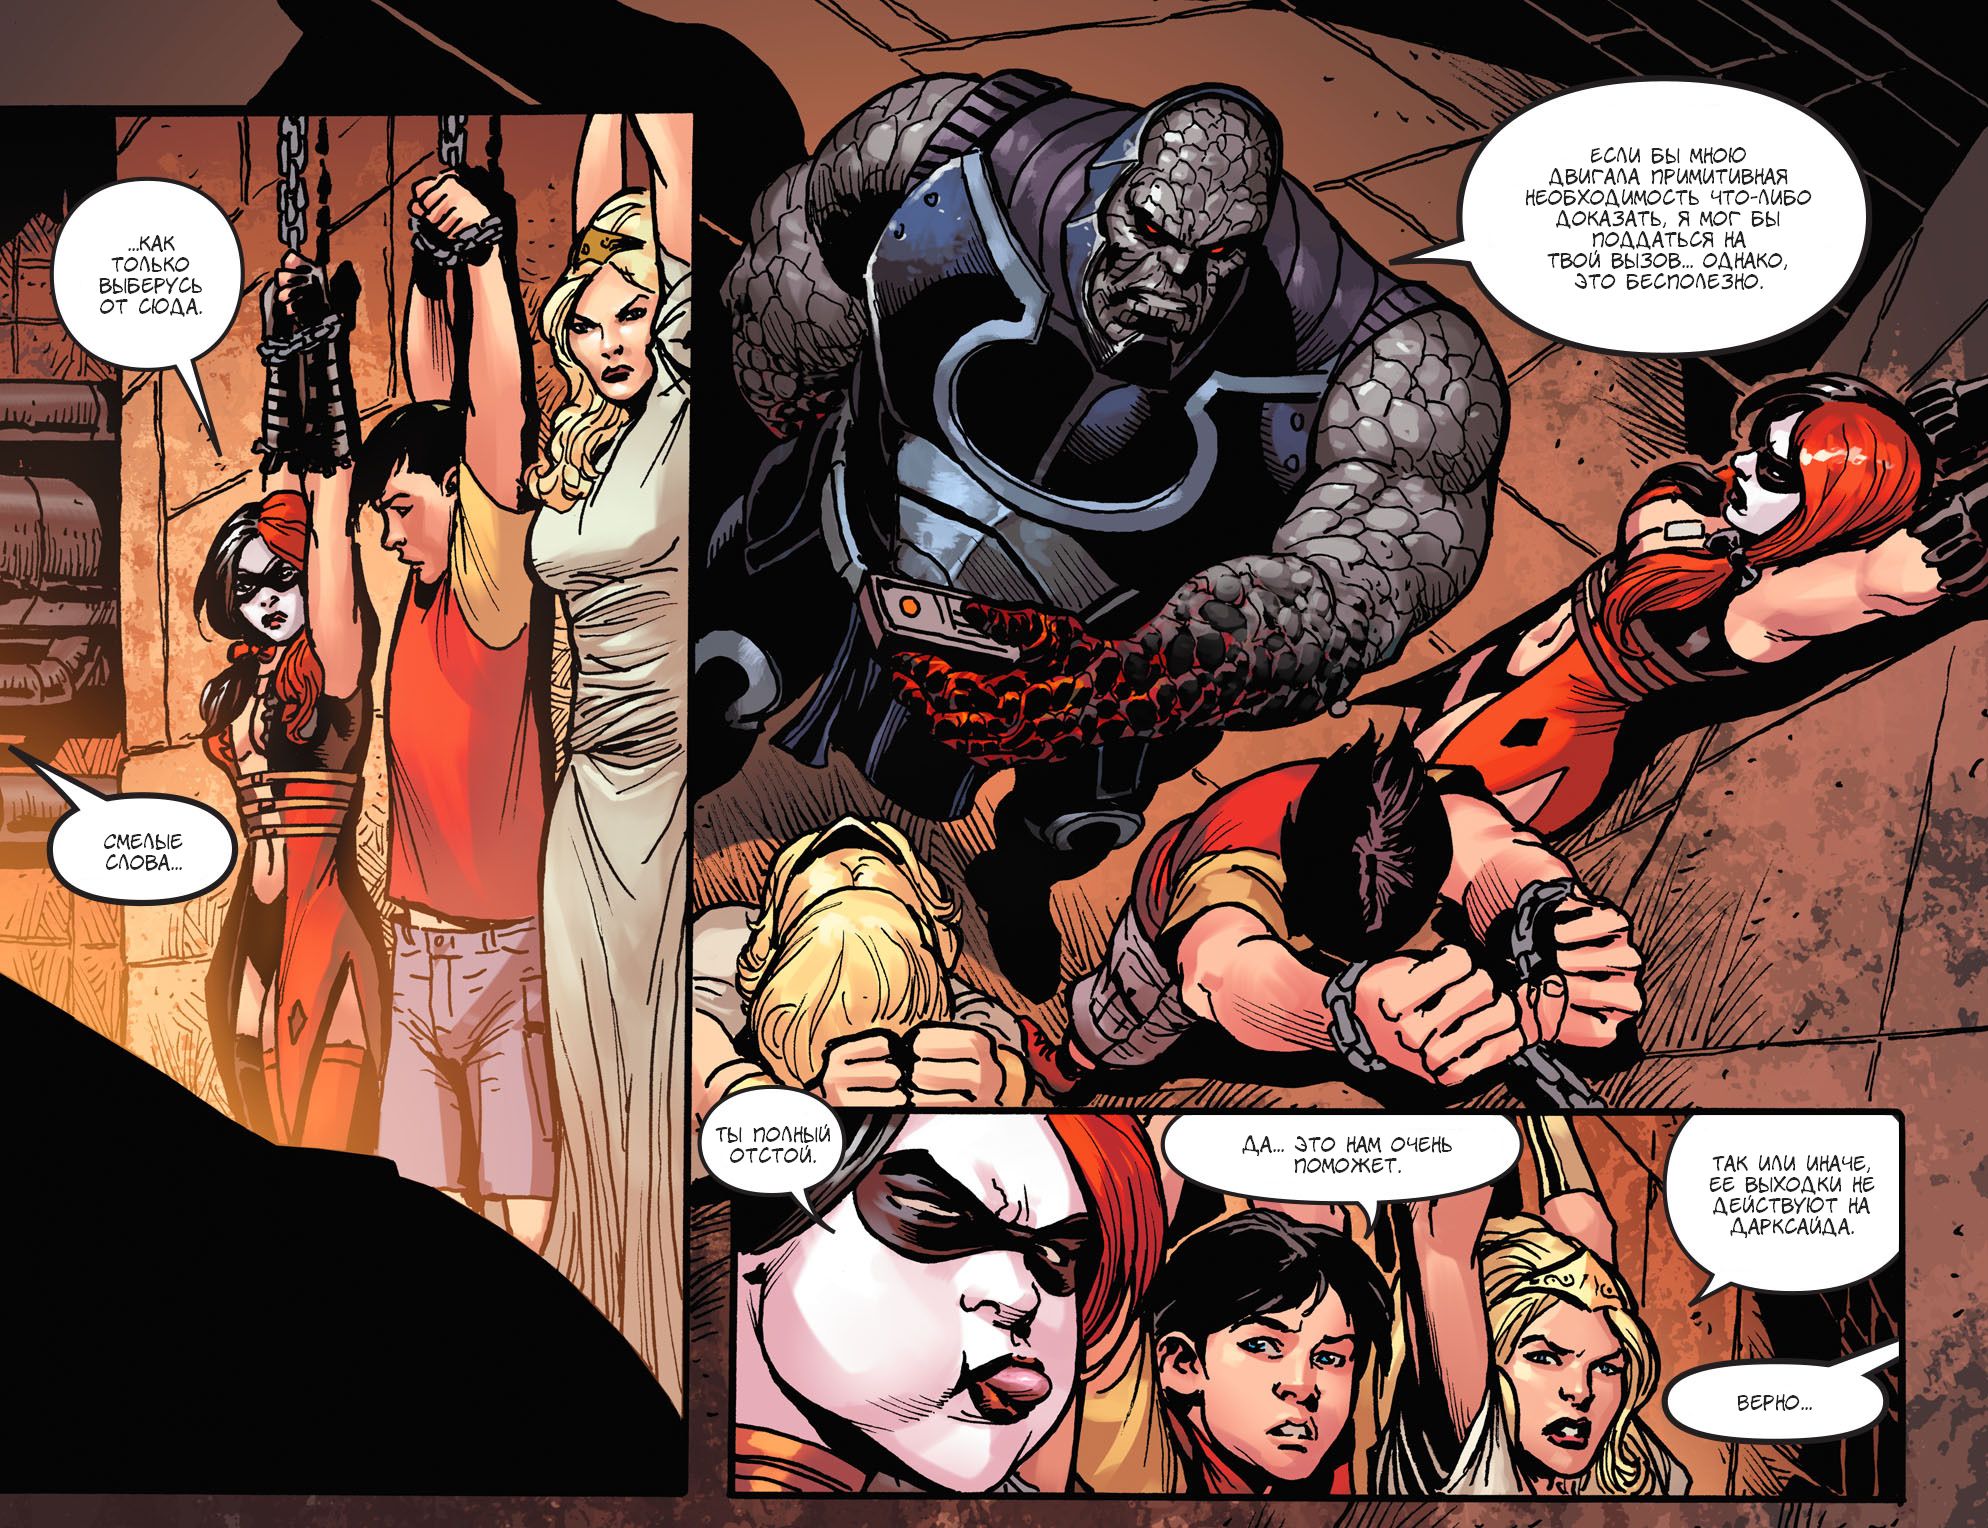 ...КАК
ТОЛЬКО
ВЫБЕРУСЬ
ОТ СЮДА.
СМЕЛЫЕ
СЛОВА...
ЕСЛИ БЫ МНОЮ
ДВИГАЛА ПРИМИТИВНАЯ
НЕОБХОДИМОСТЬ ЧТО-ЛИБО
ДОКАЗАТЬ, Я МОГ БЫ
ПОДДАТЬСЯ НА
ТВОЙ ВЫЗОВ... ОДНАКО,
ЭТО БЕСПОЛЕЗНО.
ТЫ ПОЛНЫЙ
ОТСТОЙ.
ДА... ЭТО НАМ ОЧЕНЬ
ПОМОЖЕТ.
ТАК ИЛИ ИНАЧЕ,
ЕЕ ВЫХОДКИ НЕ
ДЕЙСТВУЮТ НА
ДАРКСАЙДА.
ВЕРНО...